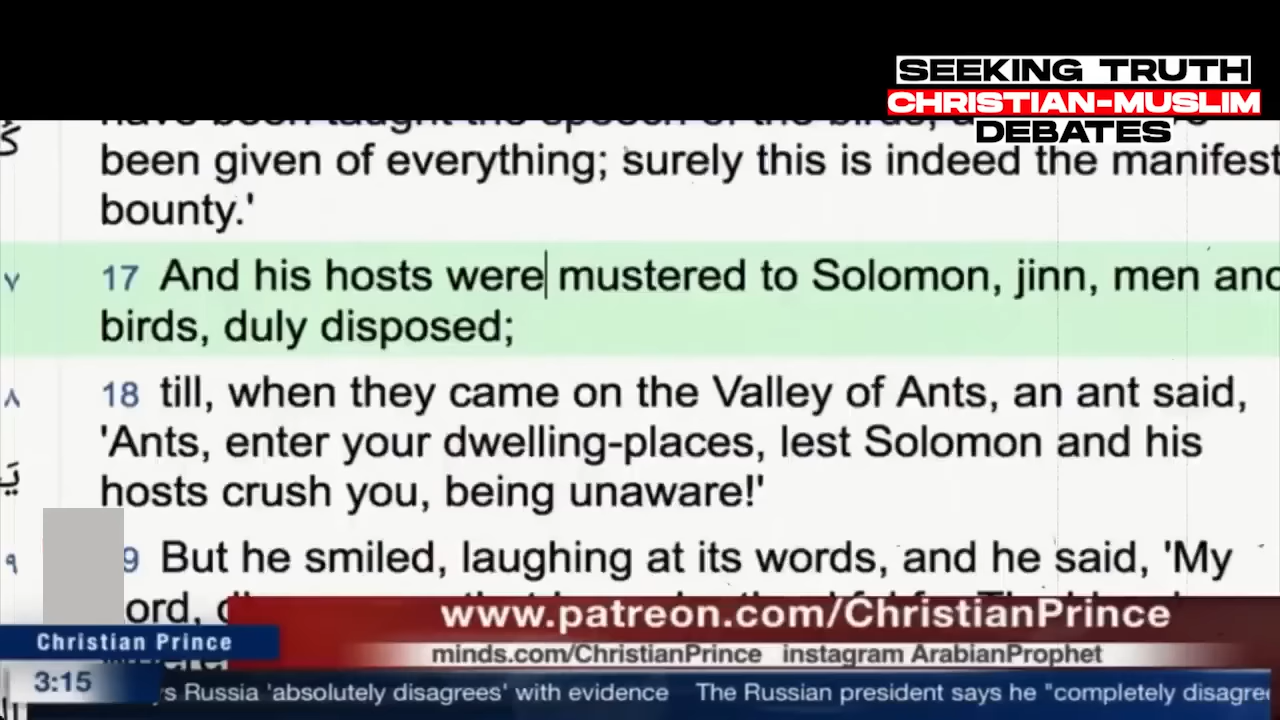 SEEKING TRUTH
CHRISTIAN-MUSLIM
DEBATES
been given of everything; surely this is indeed the manifest
bounty.'
٧
17 And his hosts were mustered to Solomon, jinn, men and
birds, duly disposed;
٨
18 till, when they came on the Valley of Ants, an ant said,
'Ants, enter your dwelling-places, lest Solomon and his
hosts crush you, being unaware!'
٩
9 But he smiled, laughing at its words, and he said, 'My
www.patreon.com/ChristianPrince
Christian Prince
minds.com/ChristianPrince instagram ArabianProphet
3:15
Russia 'absolutely disagrees' with evidence The Russian president says he "completely